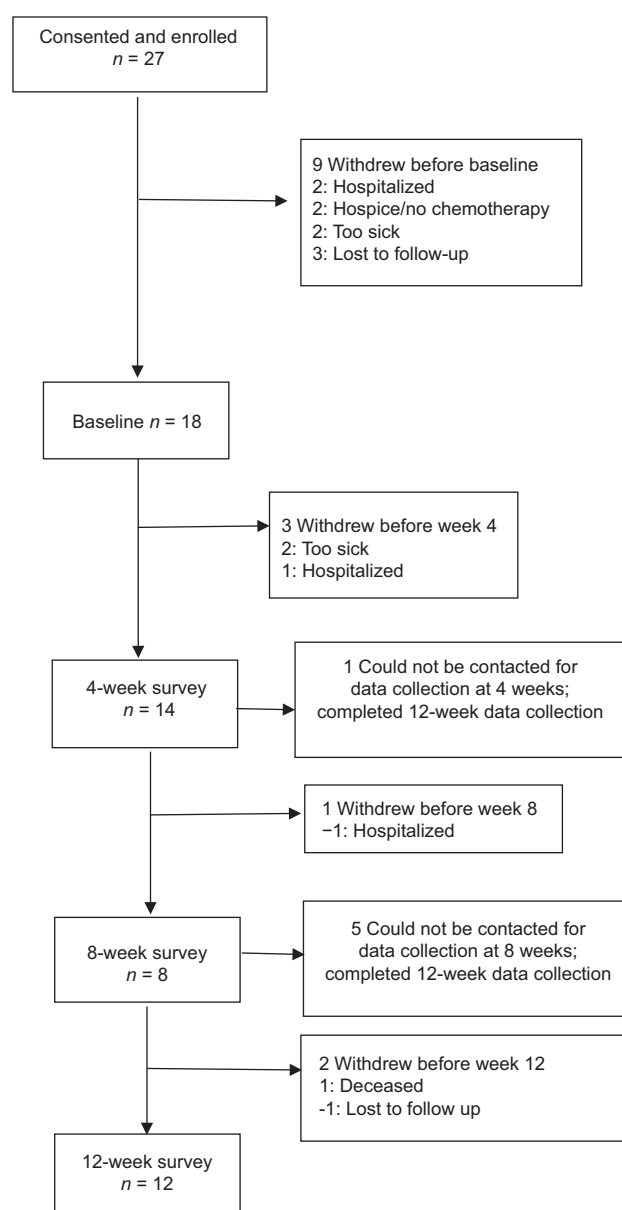 Consented and enrolled
n = 27
9 Withdrew before baseline
2: Hospitalized
2: Hospice/no chemotherapy
2: Too sick
3: Lost to follow-up
Baseline n = 18
3 Withdrew before week 4
2: Too sick
1: Hospitalized
4-week survey
n = 14
1 Could not be contacted for
data collection at 4 weeks;
completed 12-week data collection
1 Withdrew before week 8
−1: Hospitalized
8-week survey
n = 8
5 Could not be contacted for
data collection at 8 weeks;
completed 12-week data collection
2 Withdrew before week 12
1: Deceased
-1: Lost to follow up
12-week survey
n = 12